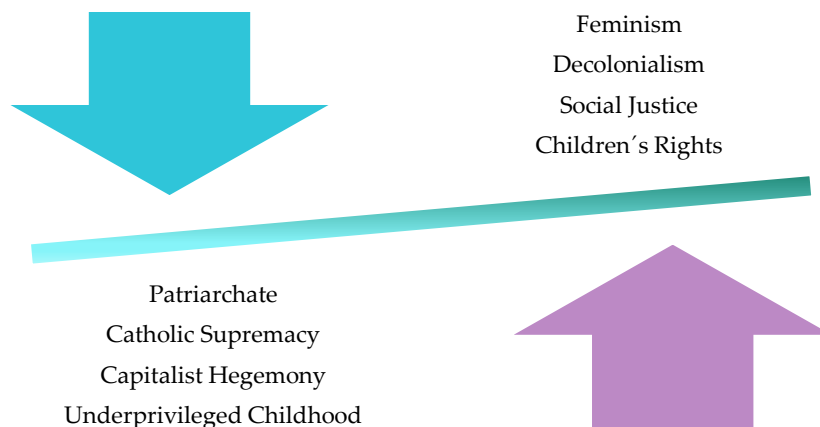 Feminism
Decolonialism
Social Justice
Children´s Rights
Patriarchate
Catholic Supremacy
Capitalist Hegemony
Underprivileged Childhood